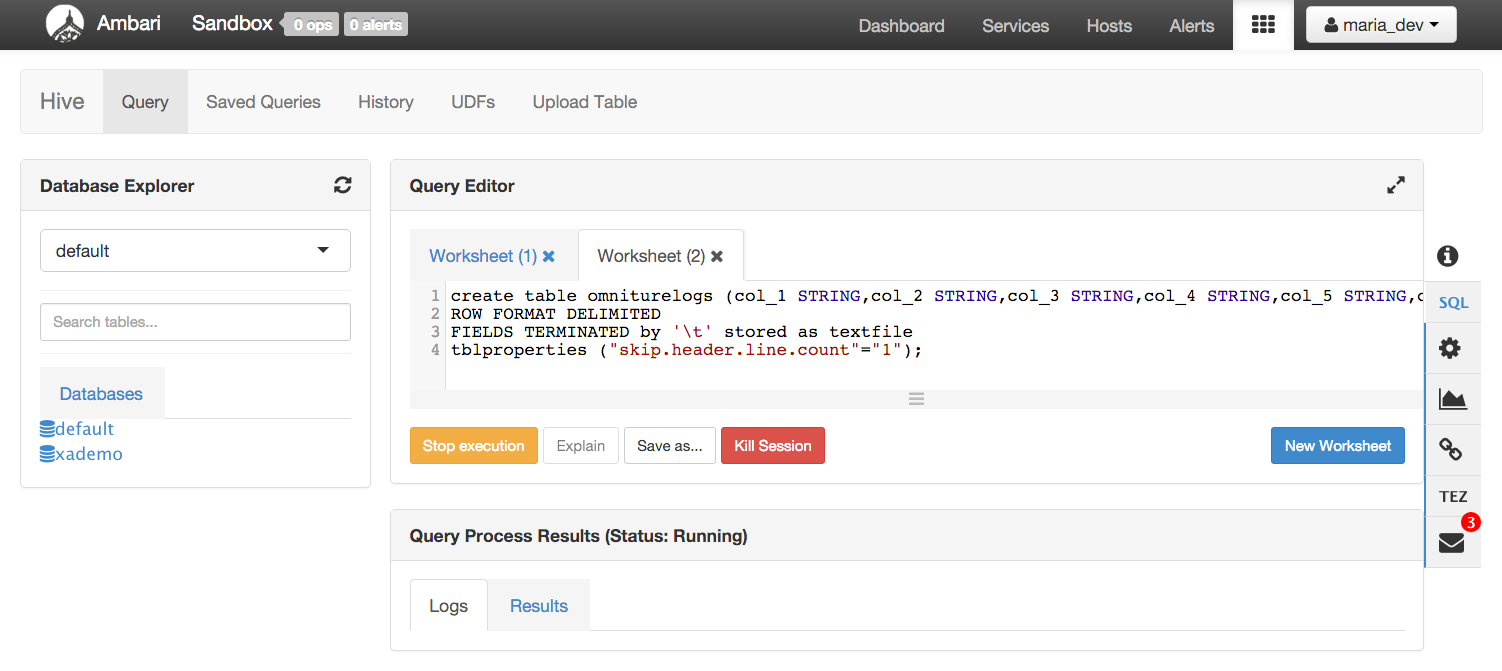 Ambari Sandbox 0 ops 0 alerts Dashboard Services Hosts Alerts maria_dev
Hive Query Saved Queries History UDFs Upload Table
Database Explorer
default
Search tables...
Databases
default
xademo
Query Editor
Worksheet (1) Worksheet (2)
1 create table omniturelogs (col_1 STRING,col_2 STRING,col_3 STRING,col_4 STRING,col_5 STRING,c
2 ROW FORMAT DELIMITED
3 FIELDS TERMINATED by '\t' stored as textfile
4 tblproperties ("skip.header.line.count"="1");
Stop execution Explain Save as... Kill Session New Worksheet
Query Process Results (Status: Running)
Logs Results
SQL
TEZ
3